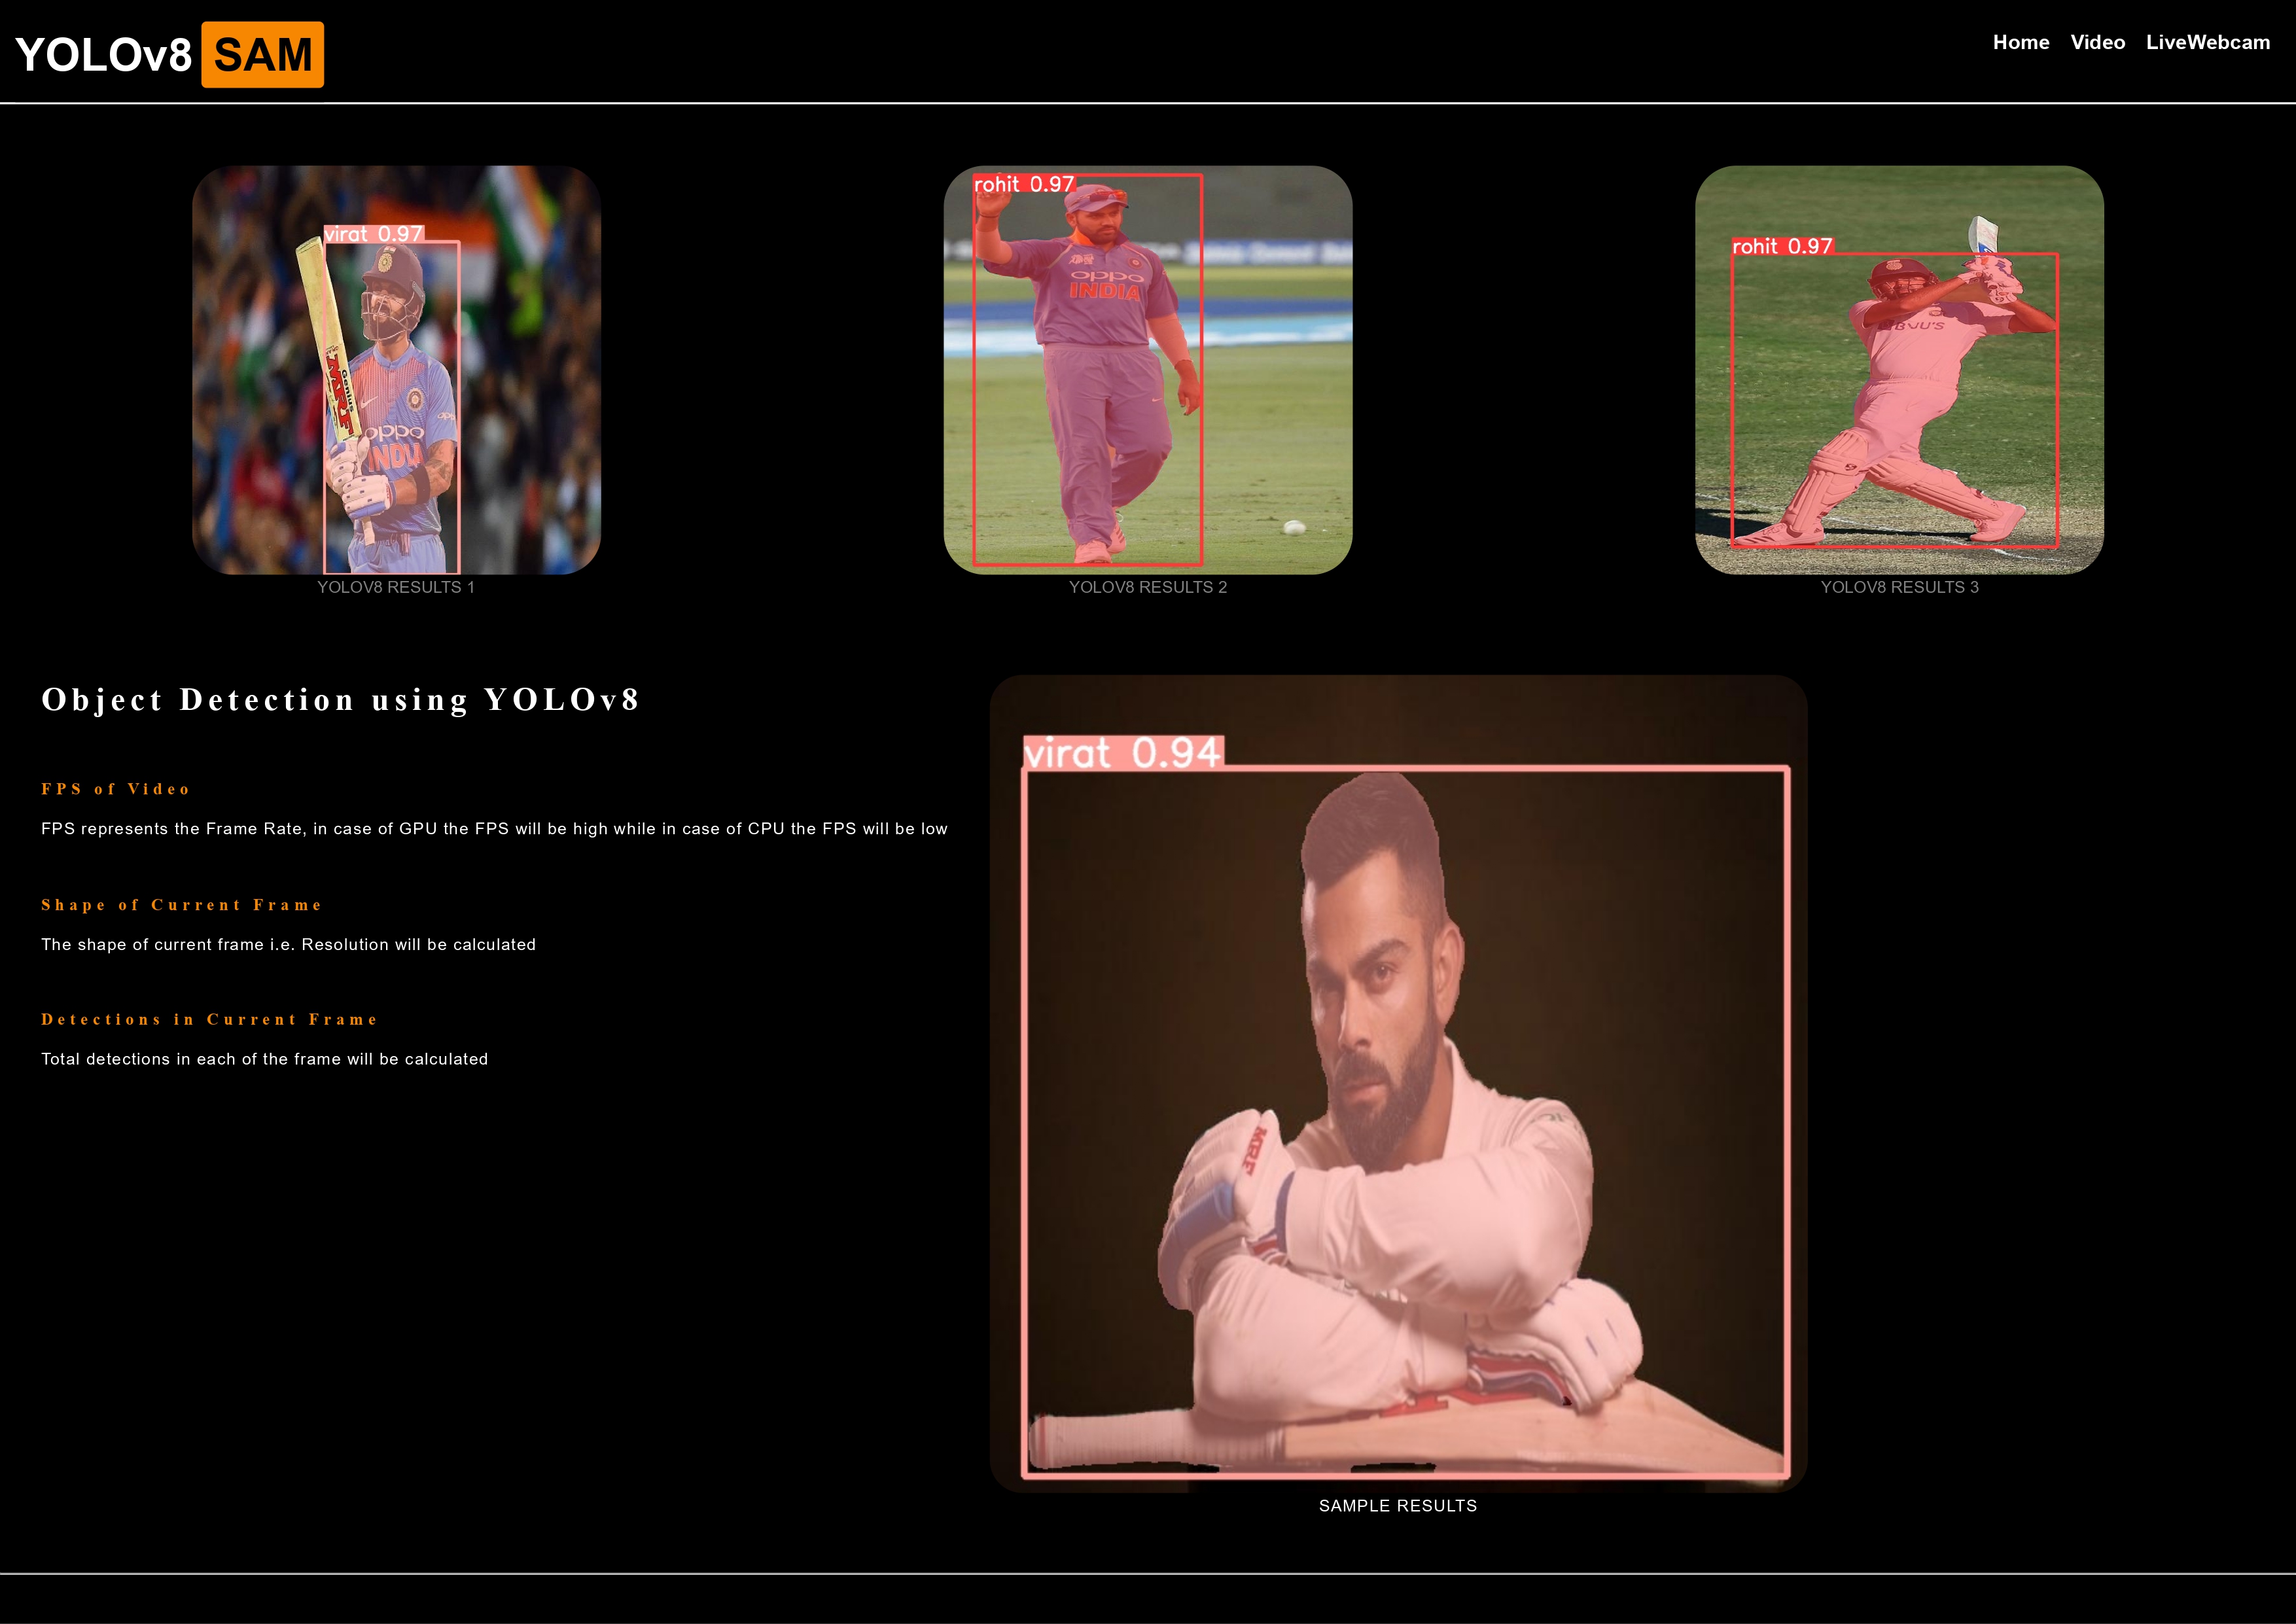 YOLOv8 SAM
Home Video LiveWebcam
virat 0.97
MRF
Genius
oppo
INDIA
YOLOV8 RESULTS 1
rohit 0.97
oppo
INDIA
YOLOV8 RESULTS 2
rohit 0.97
BYJU'S
YOLOV8 RESULTS 3
Object Detection using YOLOv8
FPS of Video
FPS represents the Frame Rate, in case of GPU the FPS will be high while in case of CPU the FPS will be low
Shape of Current Frame
The shape of current frame i.e. Resolution will be calculated
Detections in Current Frame
Total detections in each of the frame will be calculated
virat 0.94
MRF
SAMPLE RESULTS